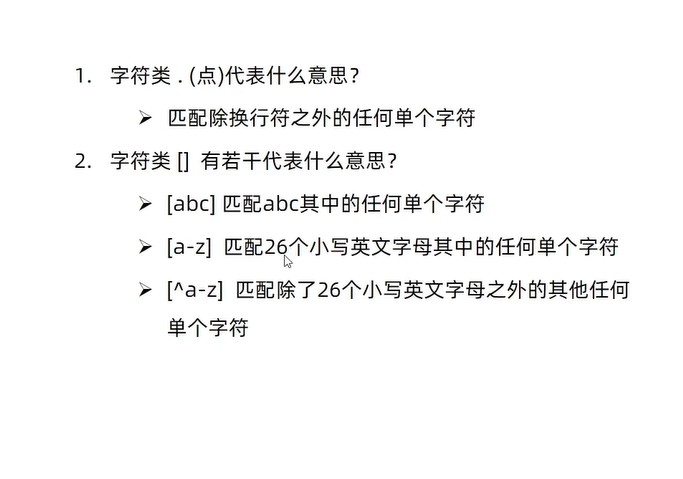 1. 字符类 . (点)代表什么意思？
➢ 匹配除换行符之外的任何单个字符
2. 字符类 [] 有若干代表什么意思？
➢ [abc] 匹配abc其中的任何单个字符
➢ [a-z] 匹配26个小写英文字母其中的任何单个字符
➢ [^a-z] 匹配除了26个小写英文字母之外的其他任何
单个字符